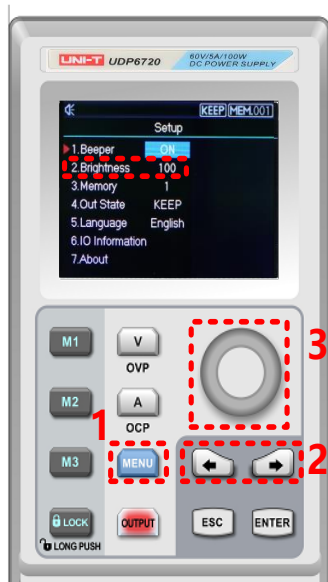 UNI-T UDP6720 60V/5A/100W
DC POWER SUPPLY
KEEP MEM.001
Setup
1.Beeper ON
2.Brightness 100
3.Memory 1
4.Out State KEEP
5.Language English
6.IO Information
7.About
M1 V
OVP
3
M2 A
OCP
1
M3 MENU
2
LOCK OUTPUT ESC ENTER
LONG PUSH